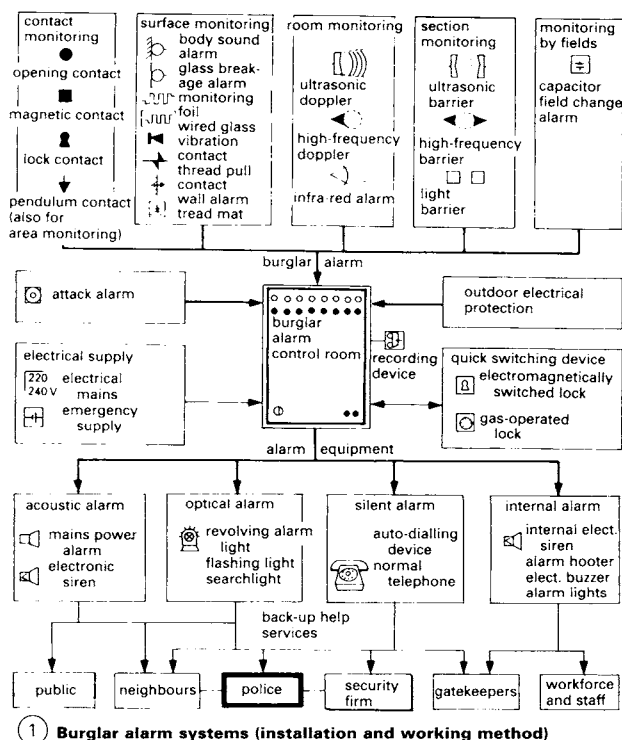 contact
monitoring
opening contact
magnetic contact
lock contact
pendulum contact
(also for
area monitoring)
surface monitoring
body sound
alarm
glass break-
age alarm
monitoring
foil
wired glass
vibration
contact
thread pull
contact
wall alarm
tread mat
room monitoring
ultrasonic
doppler
high-frequency
doppler
infra-red alarm
section
monitoring
ultrasonic
barrier
high-frequency
barrier
light
barrier
monitoring
by fields
capacitor
field change
alarm
burglar alarm
attack alarm
burglar
alarm
control room
recording
device
outdoor electrical
protection
electrical supply
220
240 V
electrical
mains
emergency
supply
quick switching device
electromagnetically
switched lock
gas-operated
lock
alarm equipment
acoustic alarm
mains power
alarm
electronic
siren
optical alarm
revolving alarm
light
flashing light
searchlight
silent alarm
auto-dialling
device
normal
telephone
internal alarm
internal elect.
siren
alarm hooter
elect. buzzer
alarm lights
back-up help
services
public
neighbours
police
security
firm
gatekeepers
workforce
and staff
1 Burglar alarm systems (installation and working method)